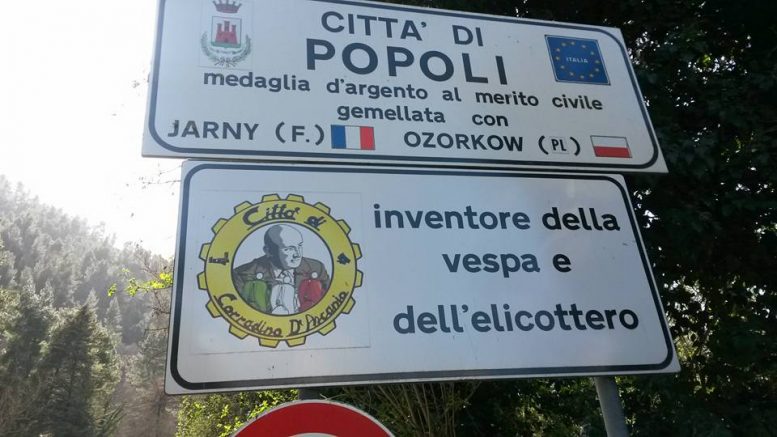 CITTA' DI
POPOLI
ITALIA
medaglia d'argento al merito civile
gemellata con
JARNY (F.) OZORKOW (PL)
Città di
Corradino D'Ascanio
inventore della
vespa e
dell'elicottero